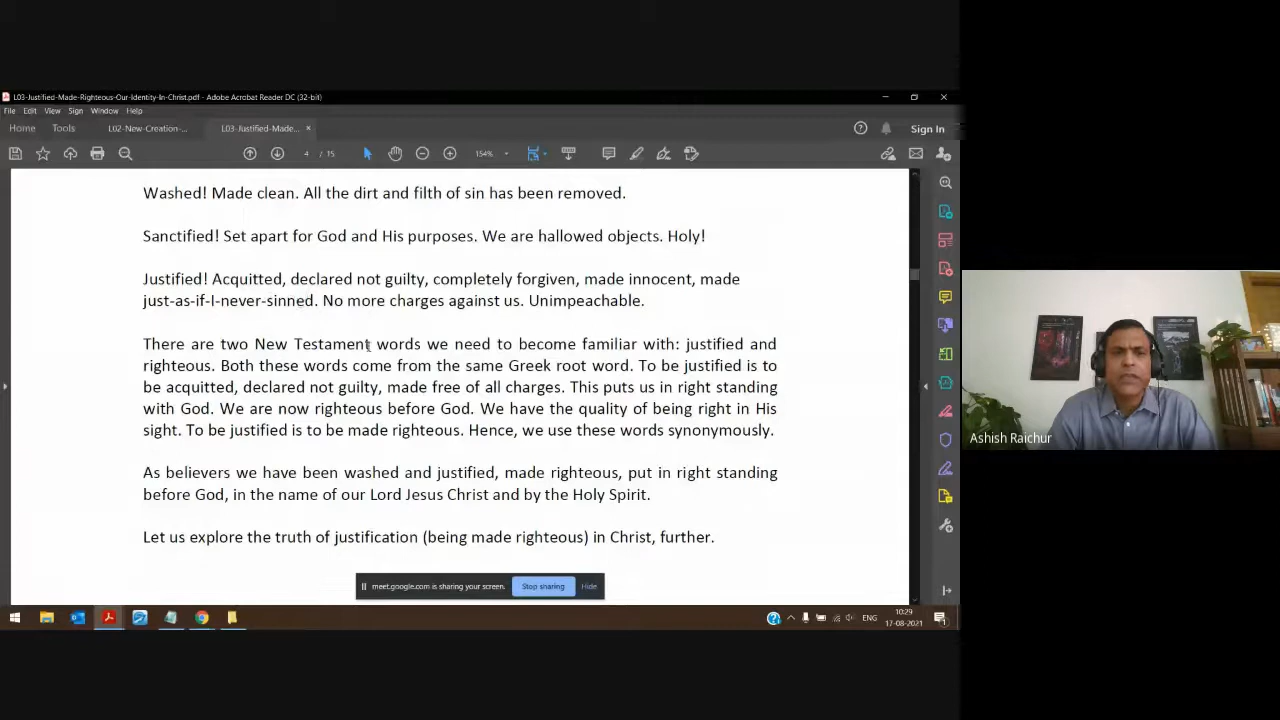 L03-Justified-Made-Righteous-Our-Identity-In-Christ.pdf - Adobe Acrobat Reader DC (32-bit)
File Edit View Sign Window Help
Home Tools L02-New-Creation-... L03-Justified-Made... × Sign In
4 / 15 154%
Washed! Made clean. All the dirt and filth of sin has been removed.
Sanctified! Set apart for God and His purposes. We are hallowed objects. Holy!
Justified! Acquitted, declared not guilty, completely forgiven, made innocent, made
just-as-if-I-never-sinned. No more charges against us. Unimpeachable.
There are two New Testament words we need to become familiar with: justified and
righteous. Both these words come from the same Greek root word. To be justified is to
be acquitted, declared not guilty, made free of all charges. This puts us in right standing
with God. We are now righteous before God. We have the quality of being right in His
sight. To be justified is to be made righteous. Hence, we use these words synonymously.
As believers we have been washed and justified, made righteous, put in right standing
before God, in the name of our Lord Jesus Christ and by the Holy Spirit.
Let us explore the truth of justification (being made righteous) in Christ, further.
meet.google.com is sharing your screen. Stop sharing Hide
ENG 10:29
17-08-2021
Ashish Raichur